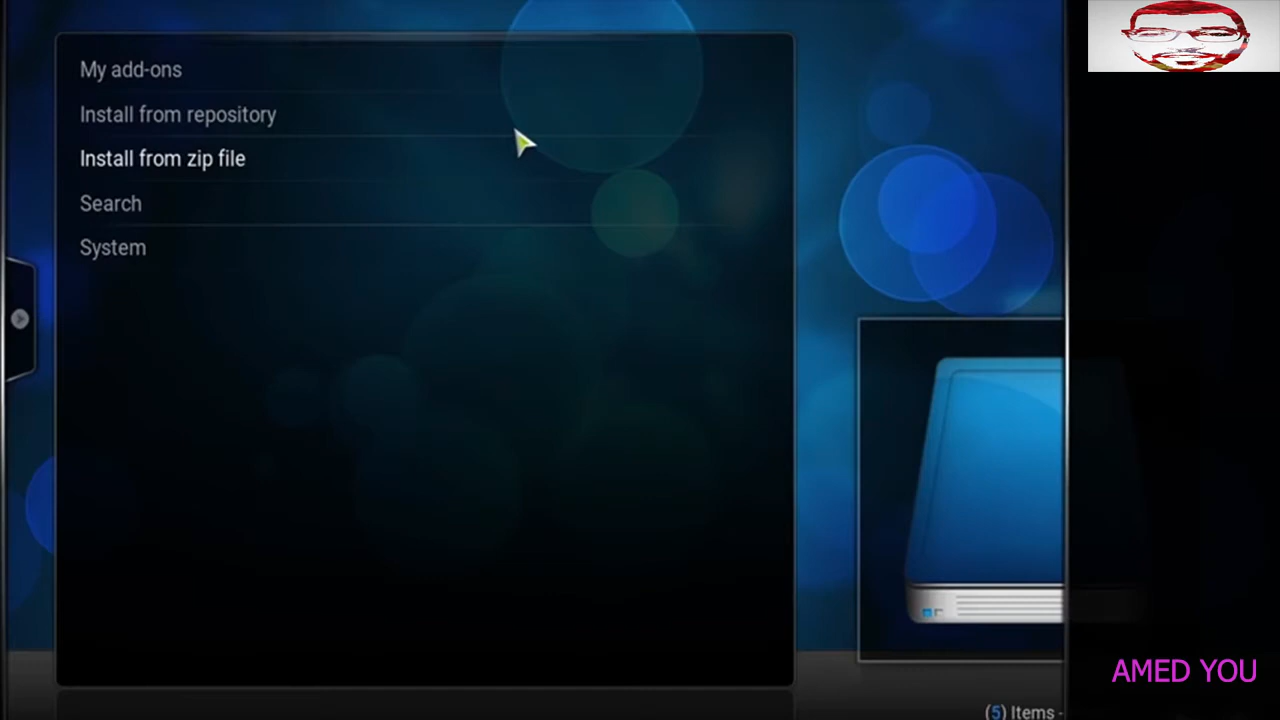 My add-ons
Install from repository
Install from zip file
Search
System
(5) Items -
AMED YOU